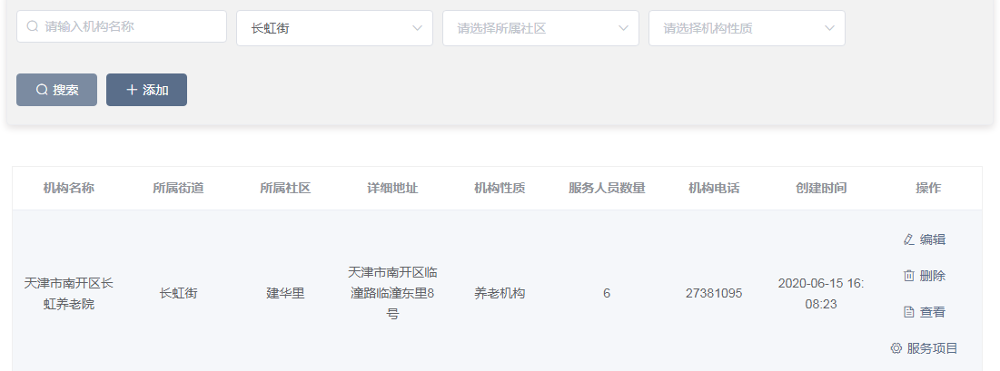 请输入机构名称
长虹街
请选择所属社区
请选择机构性质
搜索
添加
机构名称 所属街道 所属社区 详细地址 机构性质 服务人员数量 机构电话 创建时间 操作
天津市南开区长
虹养老院
长虹街
建华里
天津市南开区临
潼路临潼东里8
号
养老机构
6
27381095
2020-06-15 16:
08:23
编辑
删除
查看
服务项目